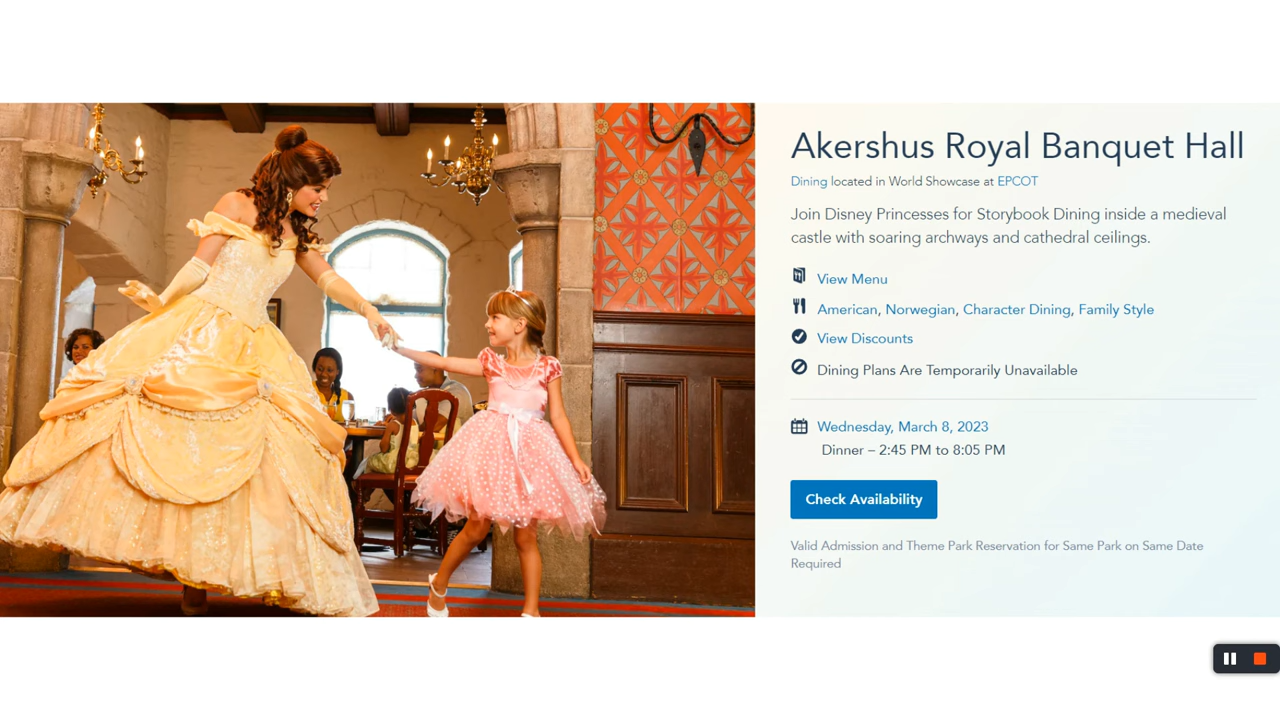 Akershus Royal Banquet Hall
Dining located in World Showcase at EPCOT
Join Disney Princesses for Storybook Dining inside a medieval
castle with soaring archways and cathedral ceilings.
View Menu
American, Norwegian, Character Dining, Family Style
View Discounts
Dining Plans Are Temporarily Unavailable
Wednesday, March 8, 2023
Dinner – 2:45 PM to 8:05 PM
Check Availability
Valid Admission and Theme Park Reservation for Same Park on Same Date
Required